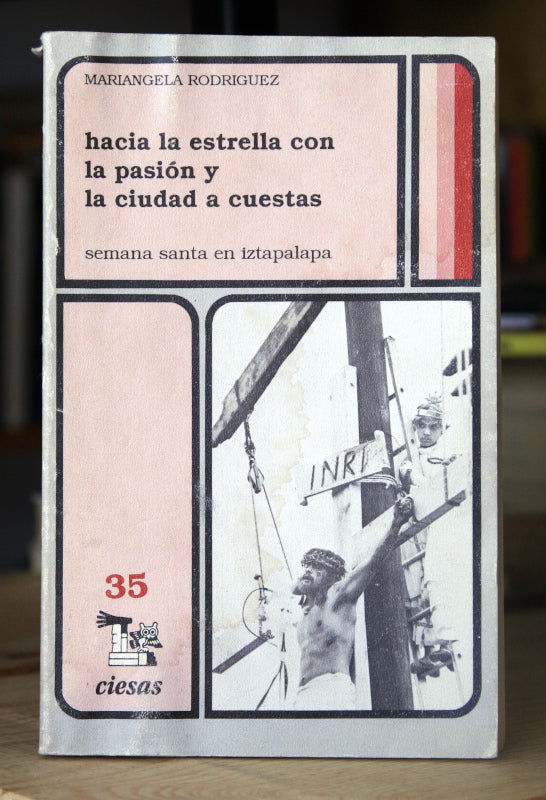 MARIANGELA RODRIGUEZ
hacia la estrella con
la pasión y
la ciudad a cuestas
semana santa en iztapalapa
INRI
35
ciesas